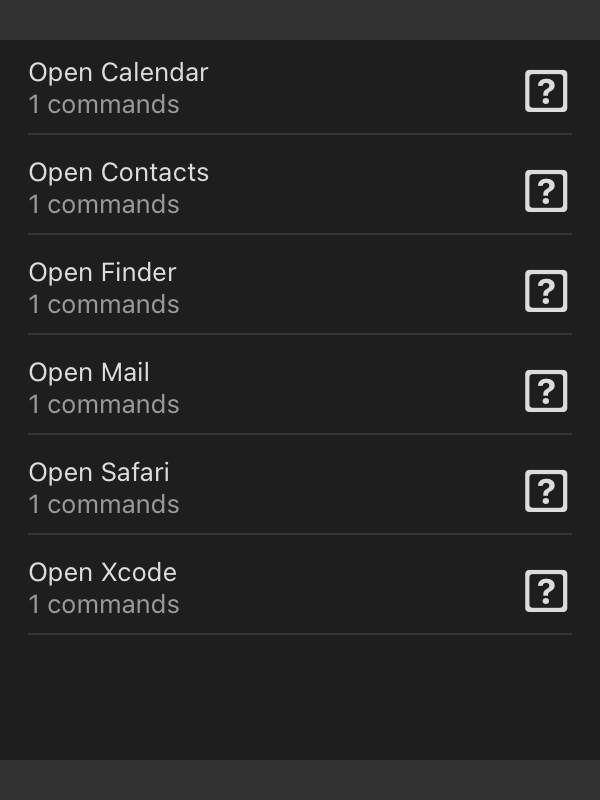 Open Calendar
1 commands
?
Open Contacts
1 commands
?
Open Finder
1 commands
?
Open Mail
1 commands
?
Open Safari
1 commands
?
Open Xcode
1 commands
?